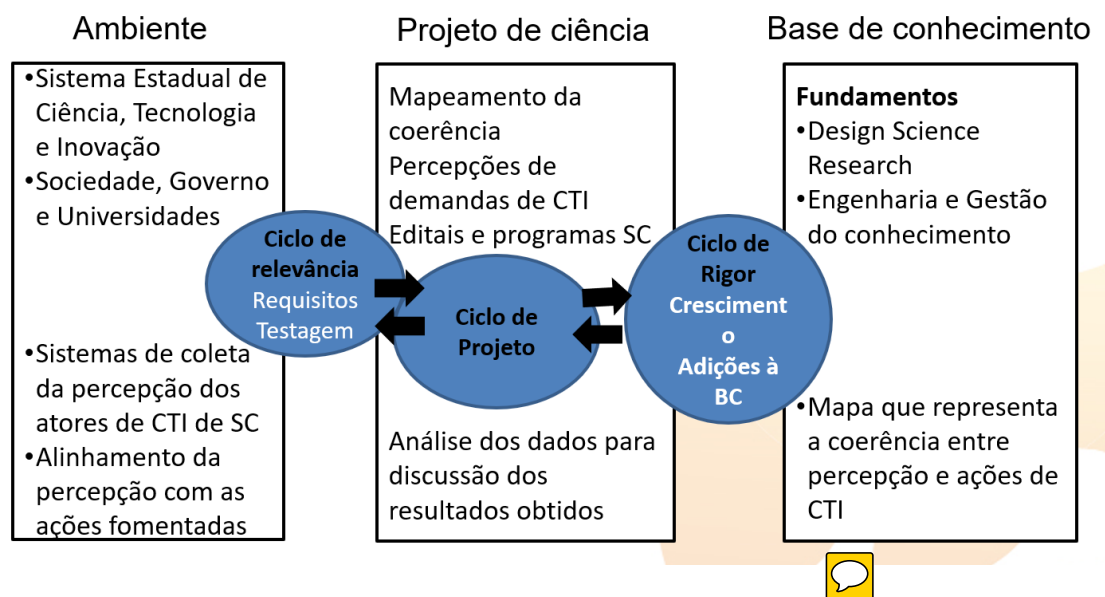 Ambiente
•Sistema Estadual de
Ciência, Tecnologia
e Inovação
•Sociedade, Governo
e Universidades
•Sistemas de coleta
da percepção dos
atores de CTI de SC
•Alinhamento da
percepção com as
ações fomentadas
Ciclo de
relevância
Requisitos
Testagem
Projeto de ciência
Mapeamento da
coerência
Percepções de
demandas de CTI
Editais e programas SC
Ciclo de
Projeto
Análise dos dados para
discussão dos
resultados obtidos
Ciclo de
Rigor
Cresciment
o
Adições à
BC
Base de conhecimento
Fundamentos
•Design Science
Research
•Engenharia e Gestão
do conhecimento
•Mapa que representa
a coerência entre
percepção e ações de
CTI